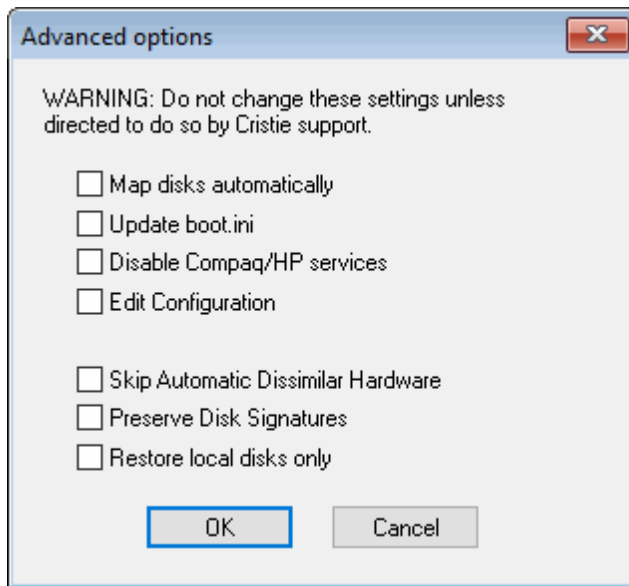 Advanced options
WARNING: Do not change these settings unless
directed to do so by Cristie support.
Map disks automatically
Update boot.ini
Disable Compaq/HP services
Edit Configuration
Skip Automatic Dissimilar Hardware
Preserve Disk Signatures
Restore local disks only
OK
Cancel